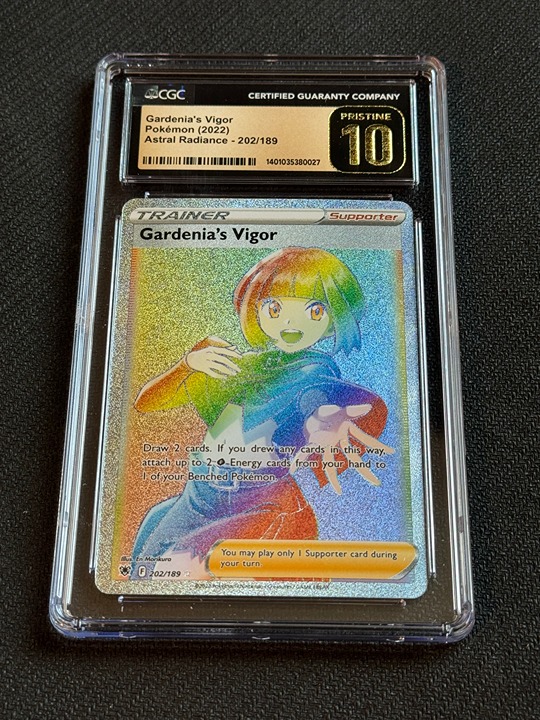 CGC
CERTIFIED GUARANTY COMPANY
Gardenia's Vigor
Pokémon (2022)
Astral Radiance - 202/189
1401035380027
PRISTINE
10
TRAINER
Supporter
Gardenia's Vigor
Draw 2 cards. If you drew any cards in this way,
attach up to 2 Energy cards from your hand to
1 of your Benched Pokémon.
Illus. En Morikura
F 202/189
You may play only 1 Supporter card during
your turn.